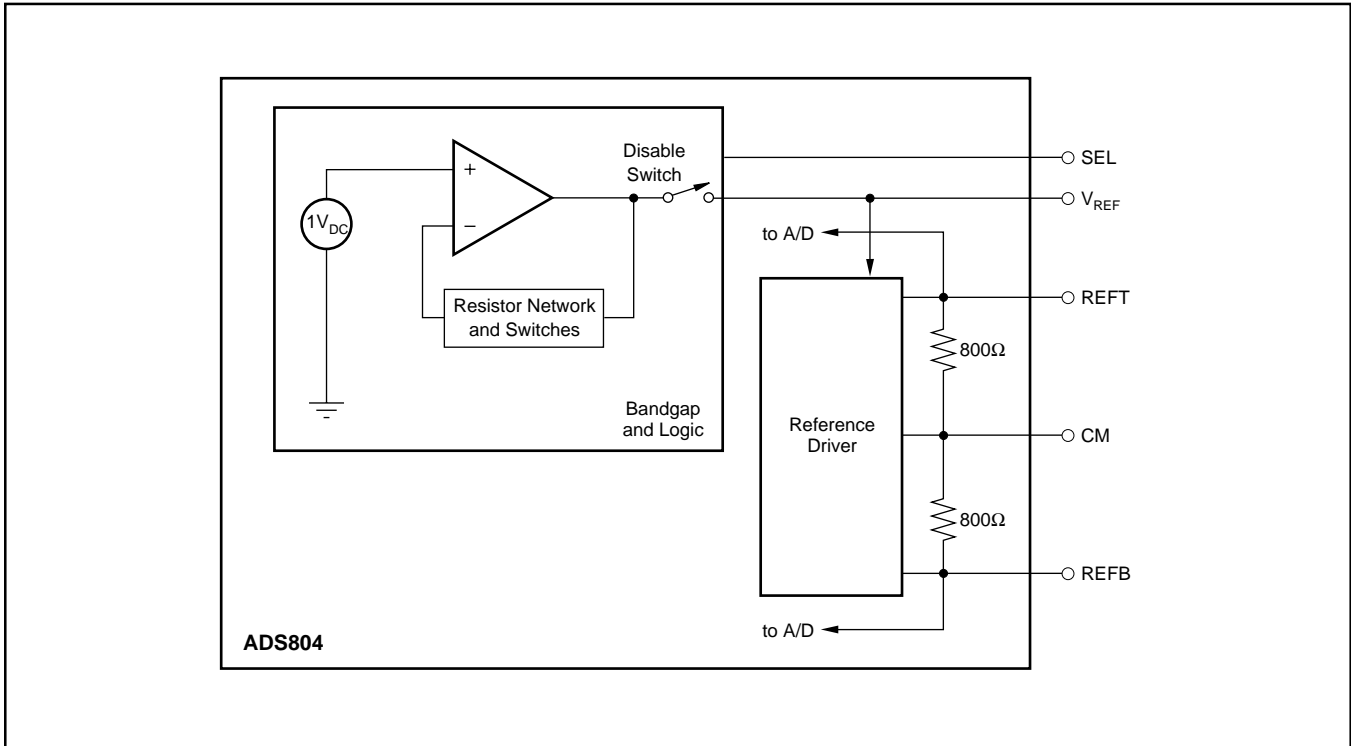 Disable
Switch
SEL
+
1V_DC
V_REF
−
to A/D
Resistor Network
and Switches
REFT
800Ω
Bandgap
and Logic
Reference
Driver
CM
800Ω
REFB
to A/D
ADS804